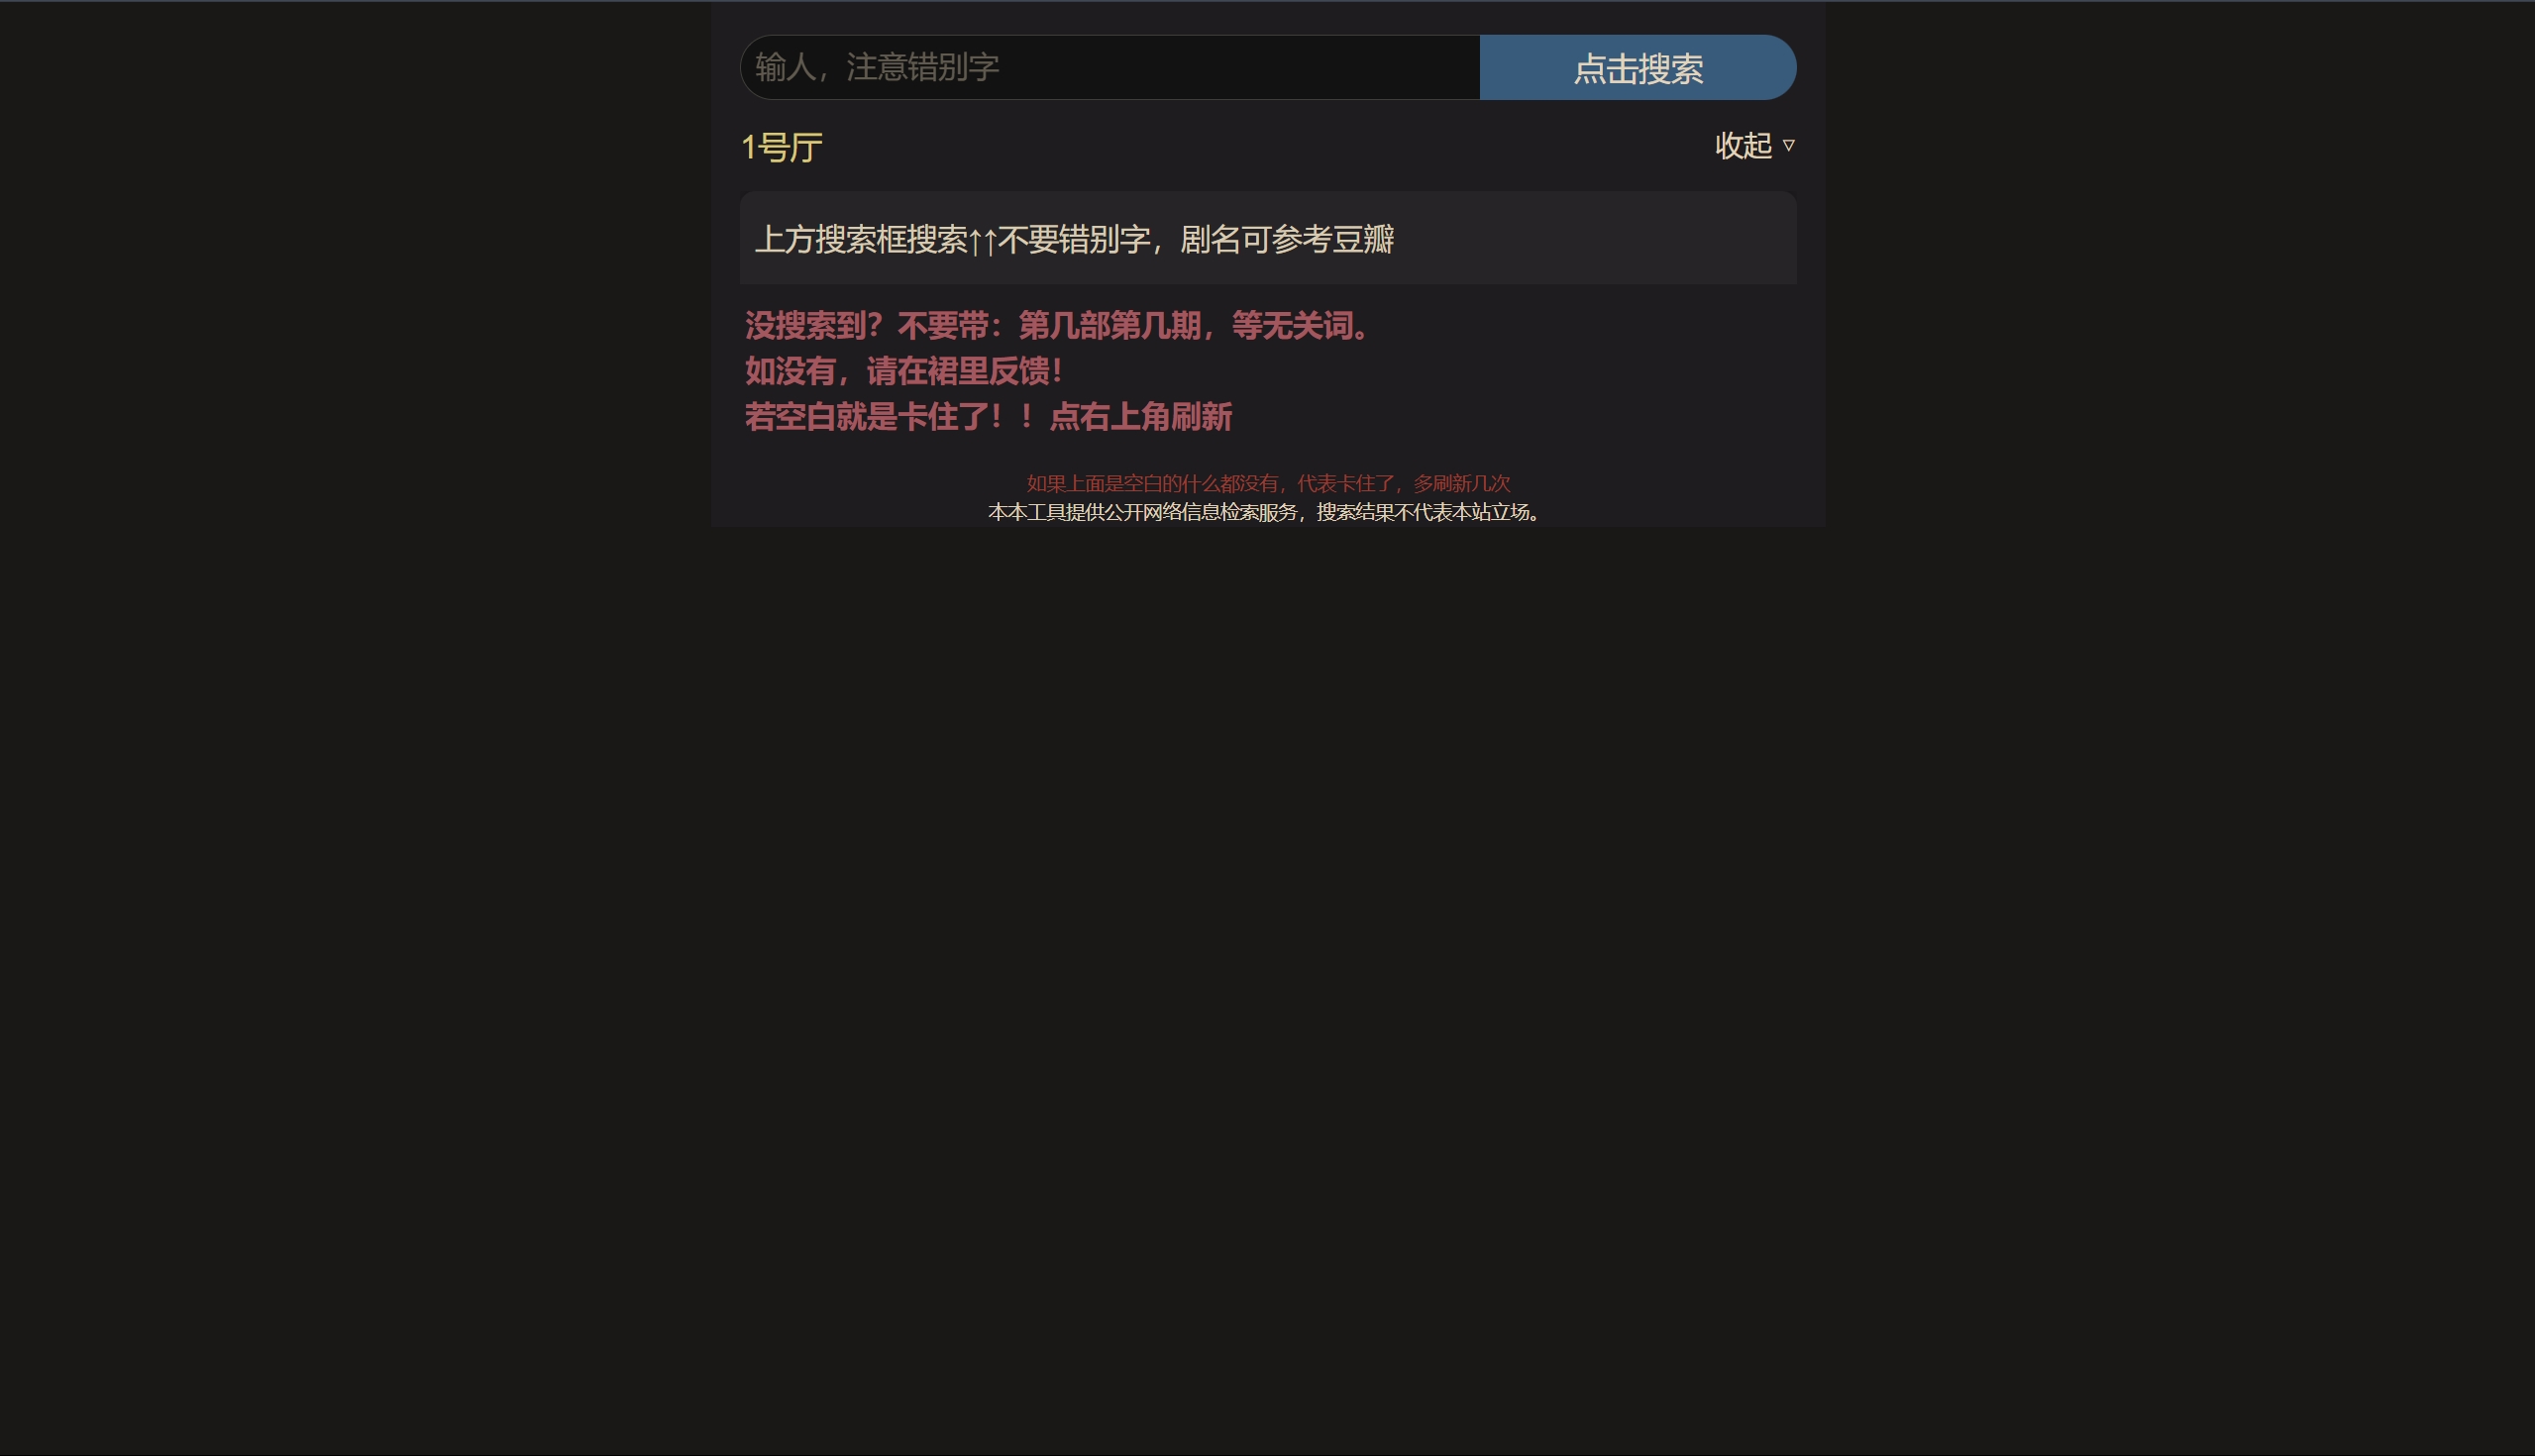 输人，注意错别字
点击搜索
1号厅
收起 ▿
上方搜索框搜索↑↑不要错别字，剧名可参考豆瓣
没搜索到？不要带：第几部第几期，等无关词。
如没有，请在裙里反馈！
若空白就是卡住了！！点右上角刷新
如果上面是空白的什么都没有，代表卡住了，多刷新几次
本本工具提供公开网络信息检索服务，搜索结果不代表本站立场。